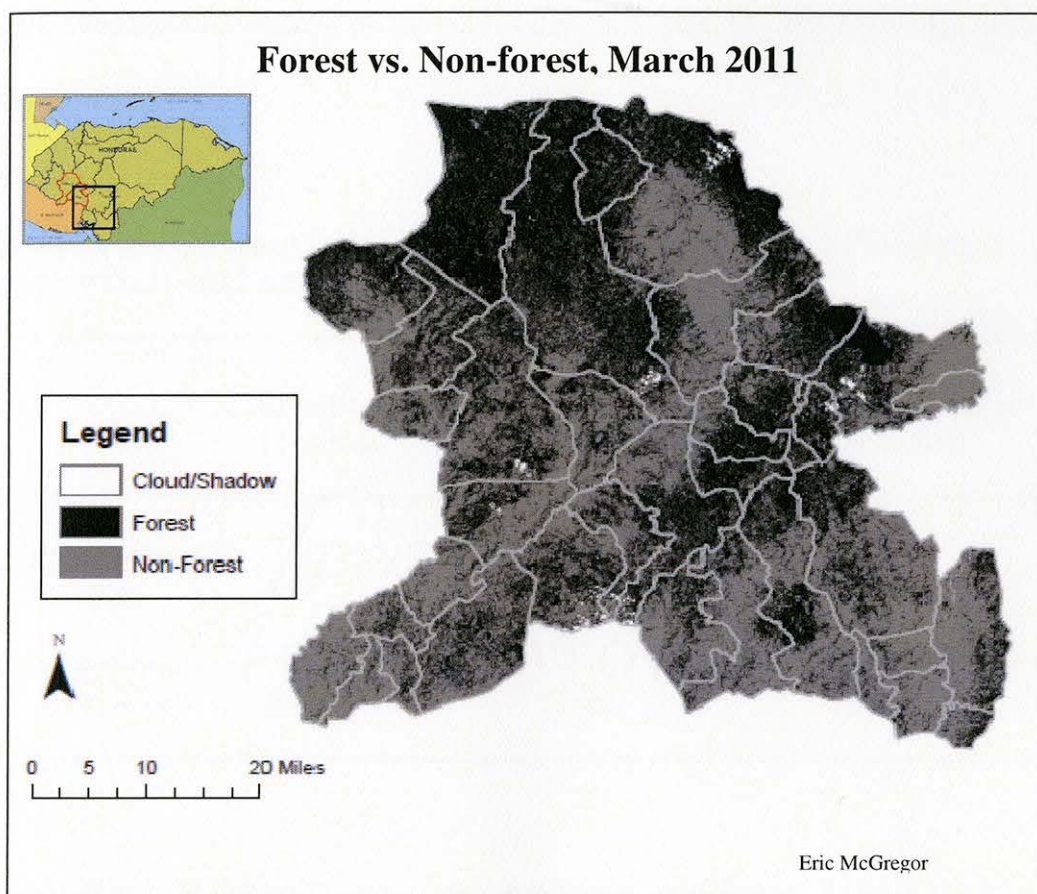 Forest vs. Non-forest, March 2011
HONDURAS
Legend
Cloud/Shadow
Forest
Non-Forest
N
0 5 10 20 Miles
Eric McGregor